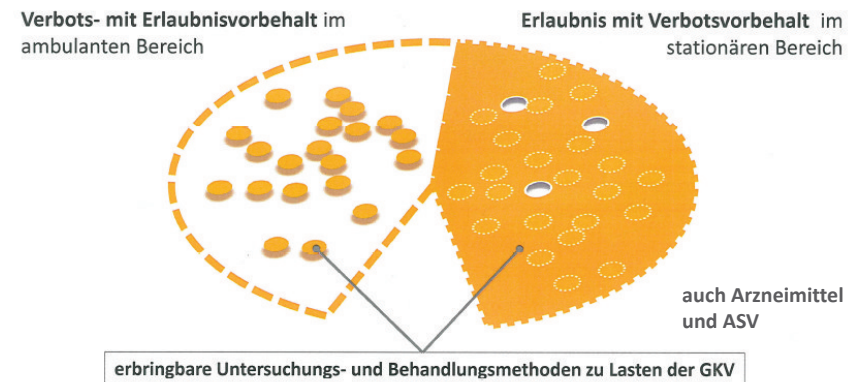 Verbots- mit Erlaubnisvorbehalt im
ambulanten Bereich
Erlaubnis mit Verbotsvorbehalt im
stationären Bereich
auch Arzneimittel
und ASV
erbringbare Untersuchungs- und Behandlungsmethoden zu Lasten der GKV